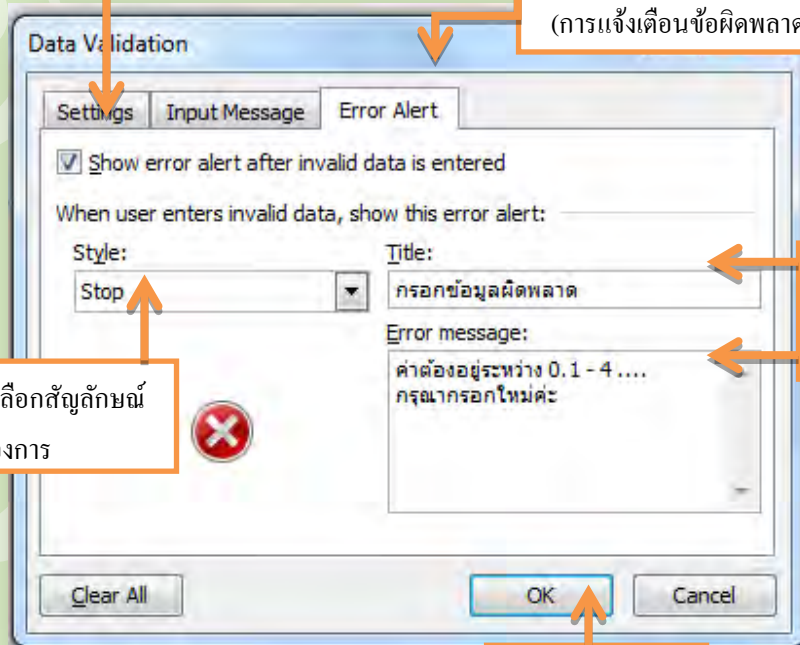 (การแจ้งเตือนข้อผิดพลาด
Data Validation
Settings Input Message Error Alert
Show error alert after invalid data is entered
When user enters invalid data, show this error alert:
Style: Title:
Stop กรอกข้อมูลผิดพลาด
Error message:
ค่าต้องอยู่ระหว่าง 0.1 - 4 ....
กรุณากรอกใหม่ค่ะ
ลือกสัญลักษณ์
งการ
Clear All OK Cancel